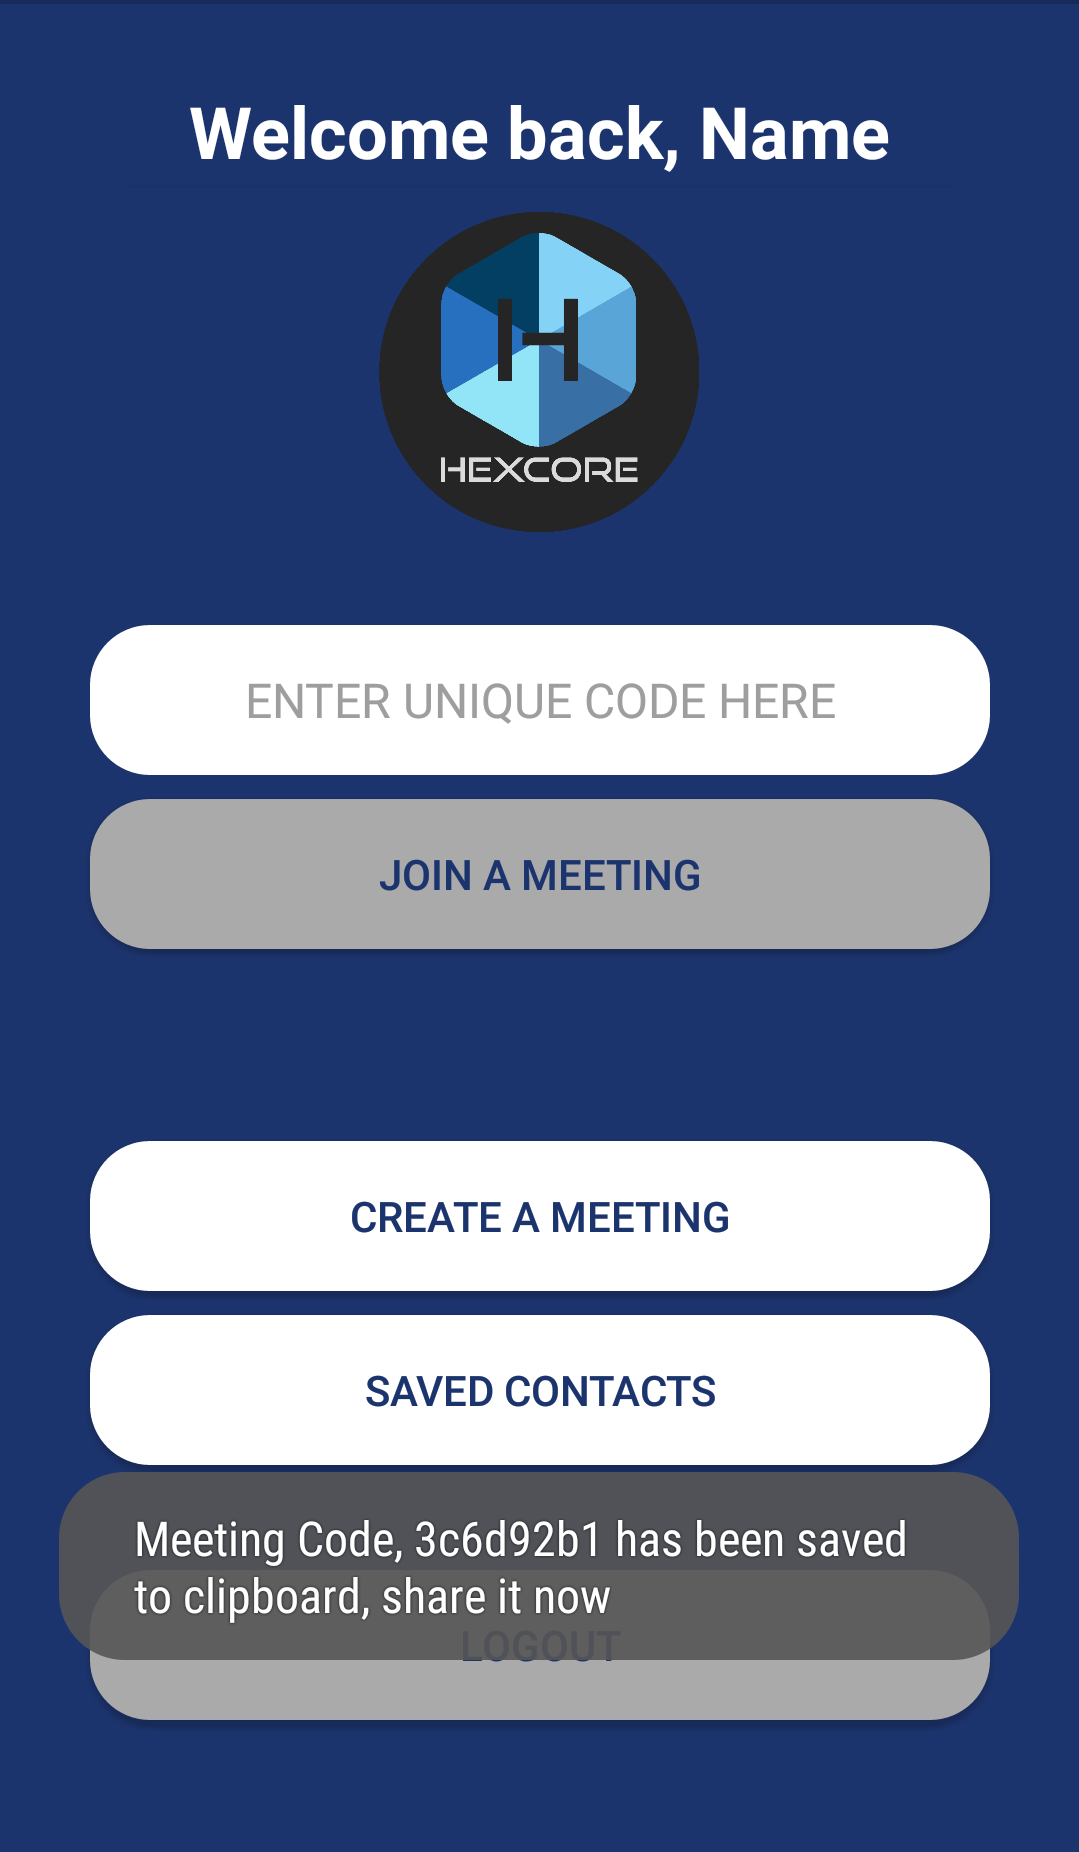 Welcome back, Name
H
HEXCORE
ENTER UNIQUE CODE HERE
JOIN A MEETING
CREATE A MEETING
SAVED CONTACTS
Meeting Code, 3c6d92b1 has been saved
to clipboard, share it now
LOGOUT